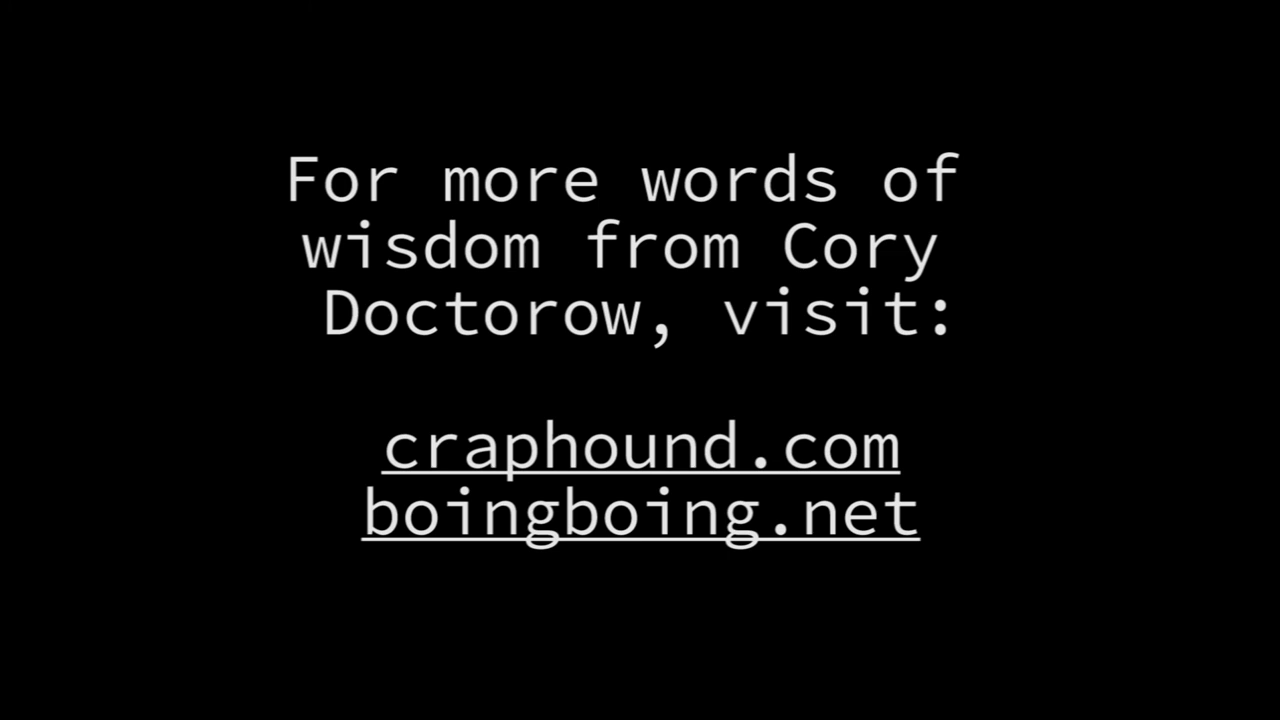 For more words of
wisdom from Cory
Doctorow, visit:
craphound.com
boingboing.net